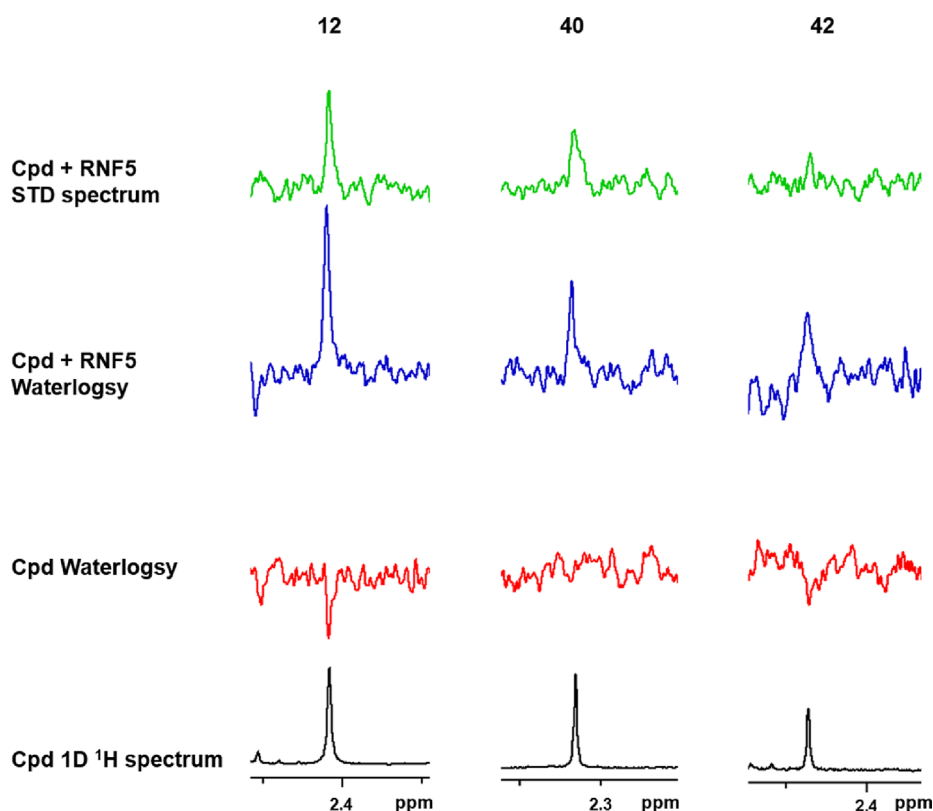 12 40 42
Cpd + RNF5
STD spectrum
Cpd + RNF5
Waterlogsy
Cpd Waterlogsy
Cpd 1D ¹H spectrum
2.4 ppm 2.3 ppm 2.4 ppm